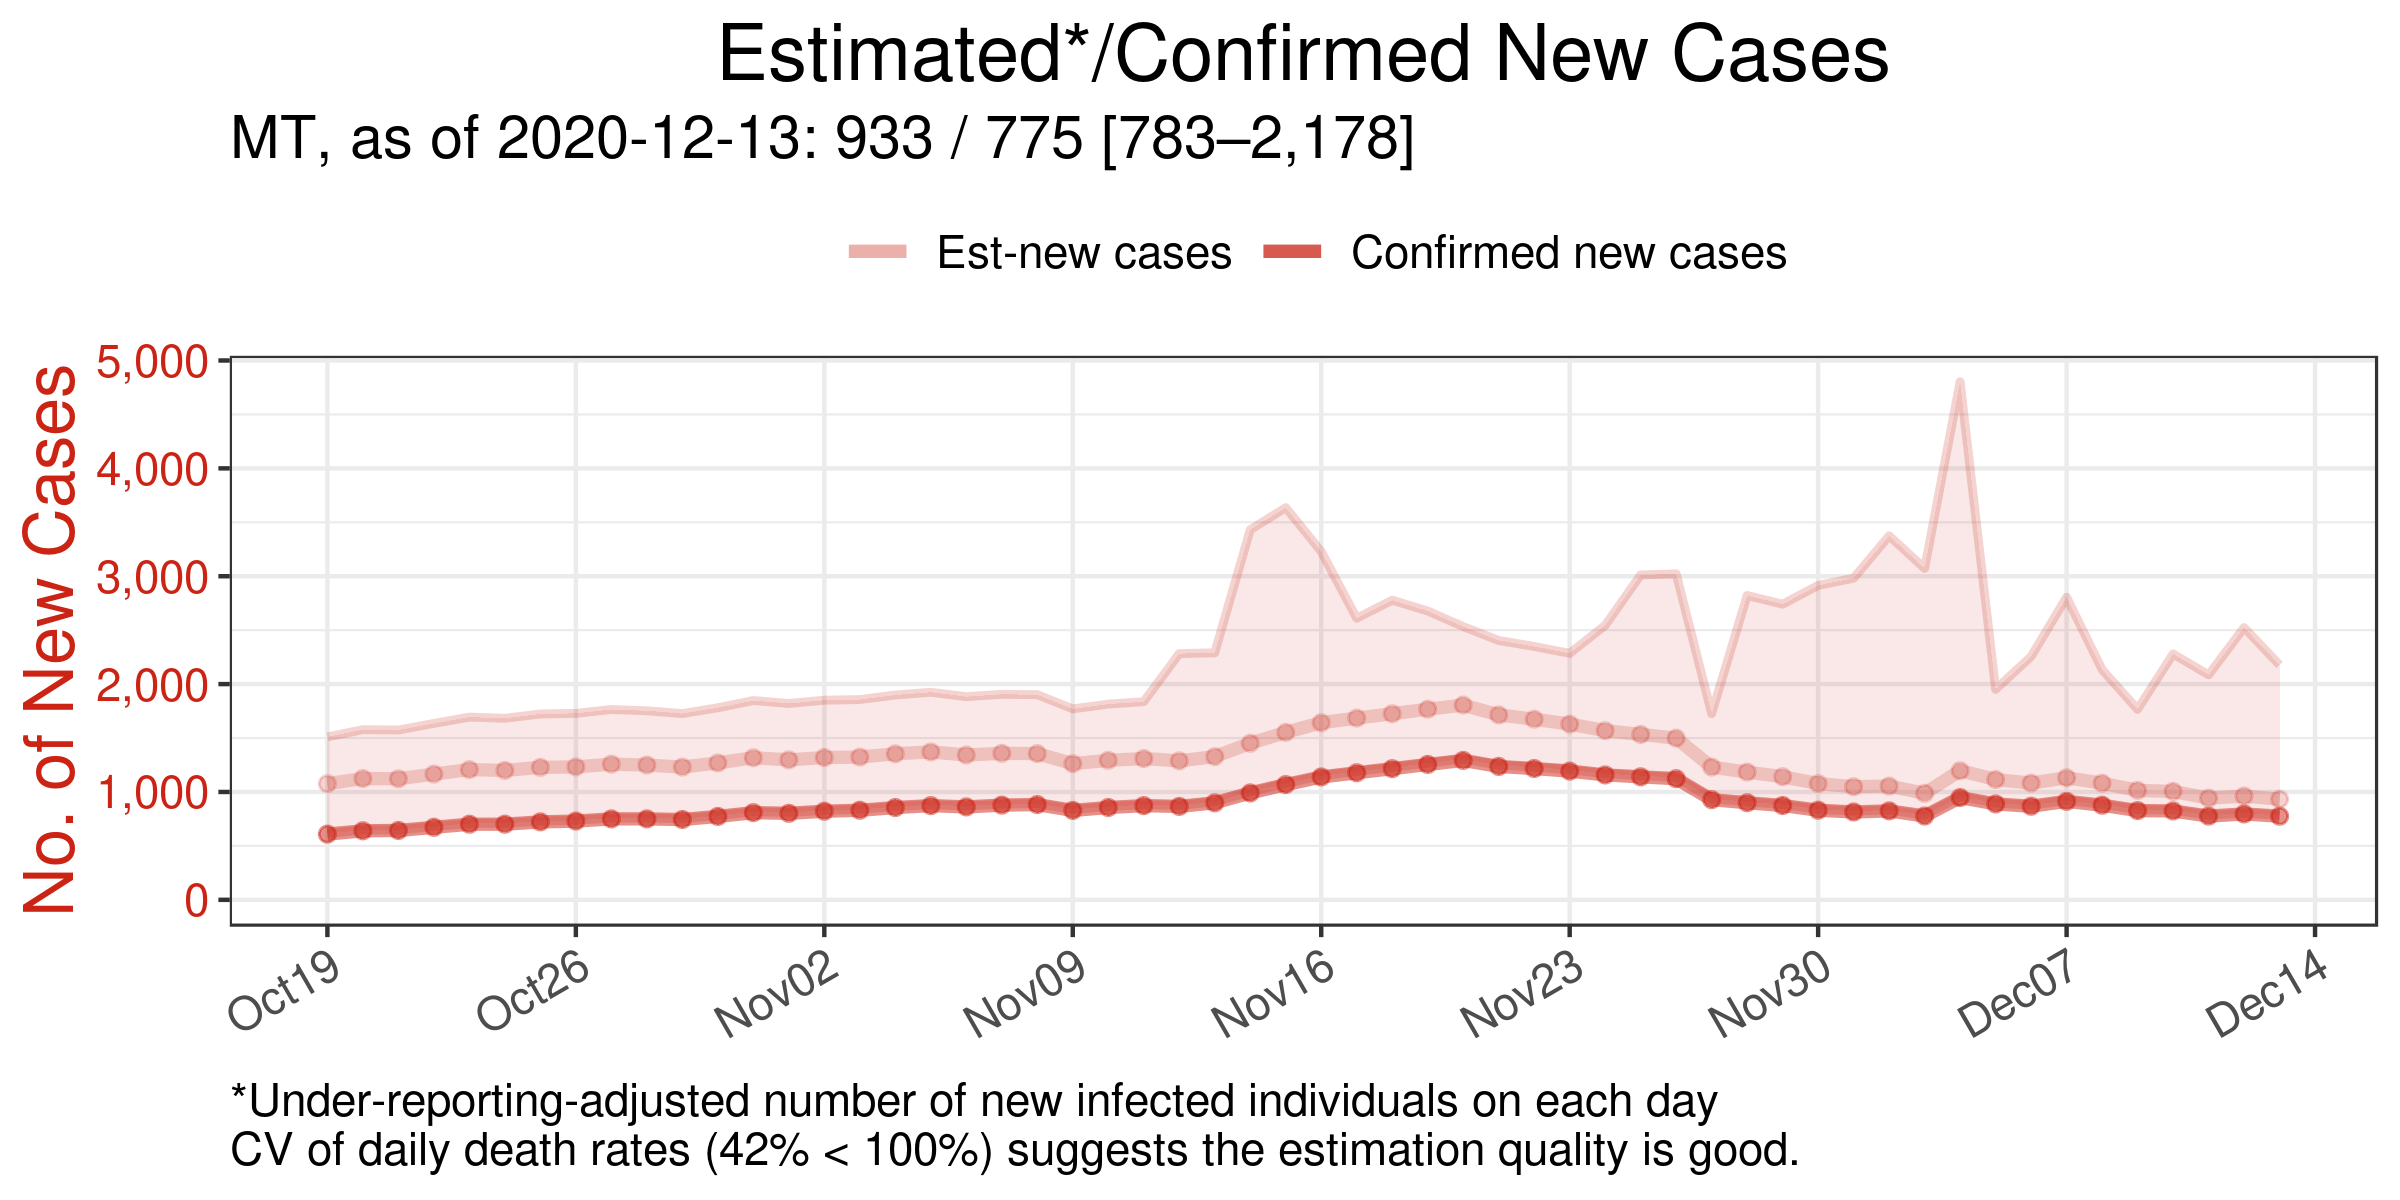 Estimated*/Confirmed New Cases
MT, as of 2020-12-13: 933 / 775 [783–2,178]
Est-new cases Confirmed new cases
No. of New Cases
5,000
4,000
3,000
2,000
1,000
0
Oct19 Oct26 Nov02 Nov09 Nov16 Nov23 Nov30 Dec07 Dec14
*Under-reporting-adjusted number of new infected individuals on each day
CV of daily death rates (42% < 100%) suggests the estimation quality is good.